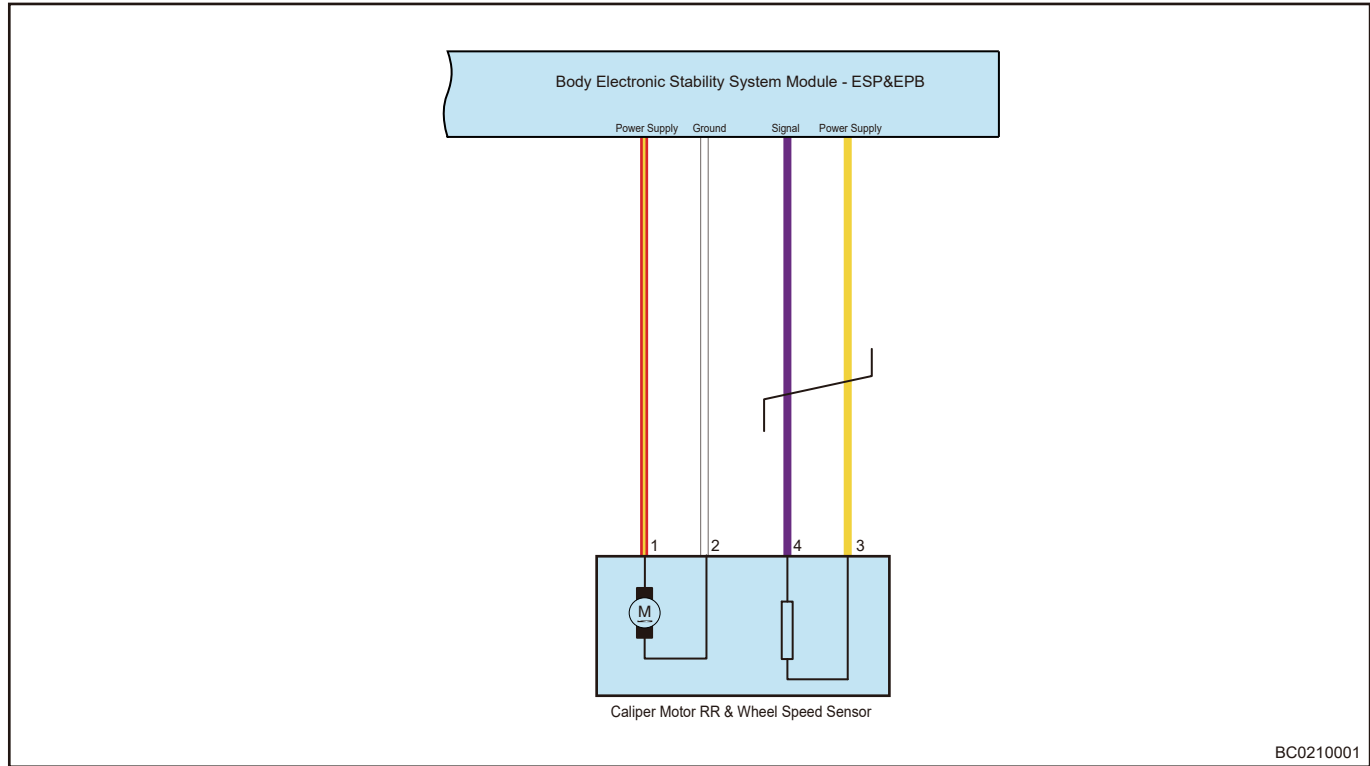 Body Electronic Stability System Module - ESP&EPB
Power Supply Ground Signal Power Supply
1 2 4 3
M
Caliper Motor RR & Wheel Speed Sensor
BC0210001